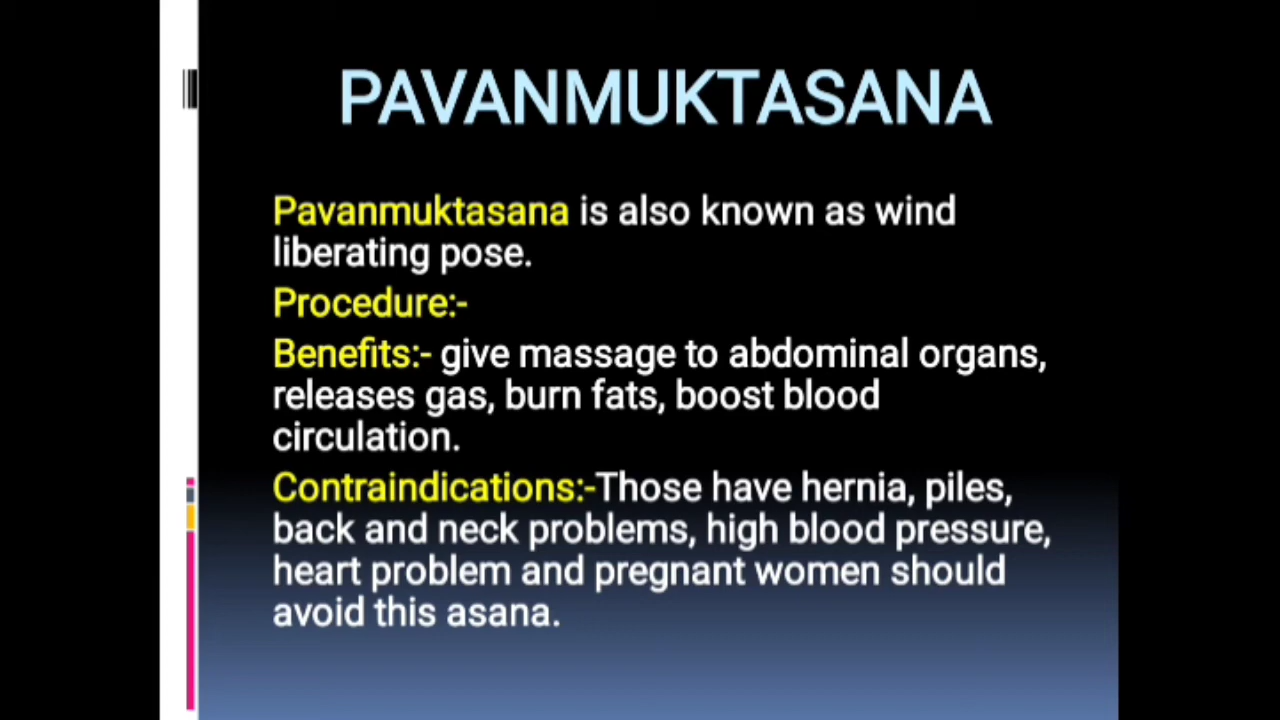 PAVANMUKTASANA
Pavanmuktasana is also known as wind
liberating pose.
Procedure:-
Benefits:- give massage to abdominal organs,
releases gas, burn fats, boost blood
circulation.
Contraindications:-Those have hernia, piles,
back and neck problems, high blood pressure,
heart problem and pregnant women should
avoid this asana.